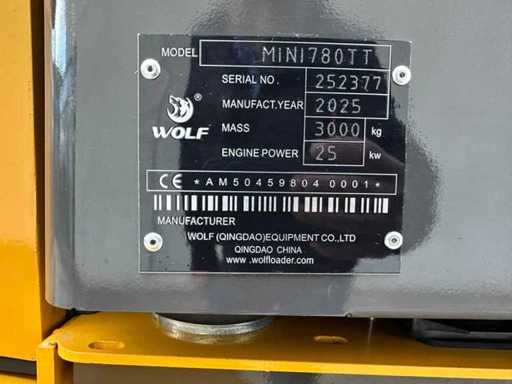 MODEL MINI780TT
SERIAL NO. 252377
MANUFACT.YEAR 2025
MASS 3000 kg
ENGINE POWER 25 kw
® WOLF
CE *AM50459804 0001*
MANUFACTURER
WOLF (QINGDAO)EQUIPMENT CO.,LTD
QINGDAO CHINA
www.wolfloader.com